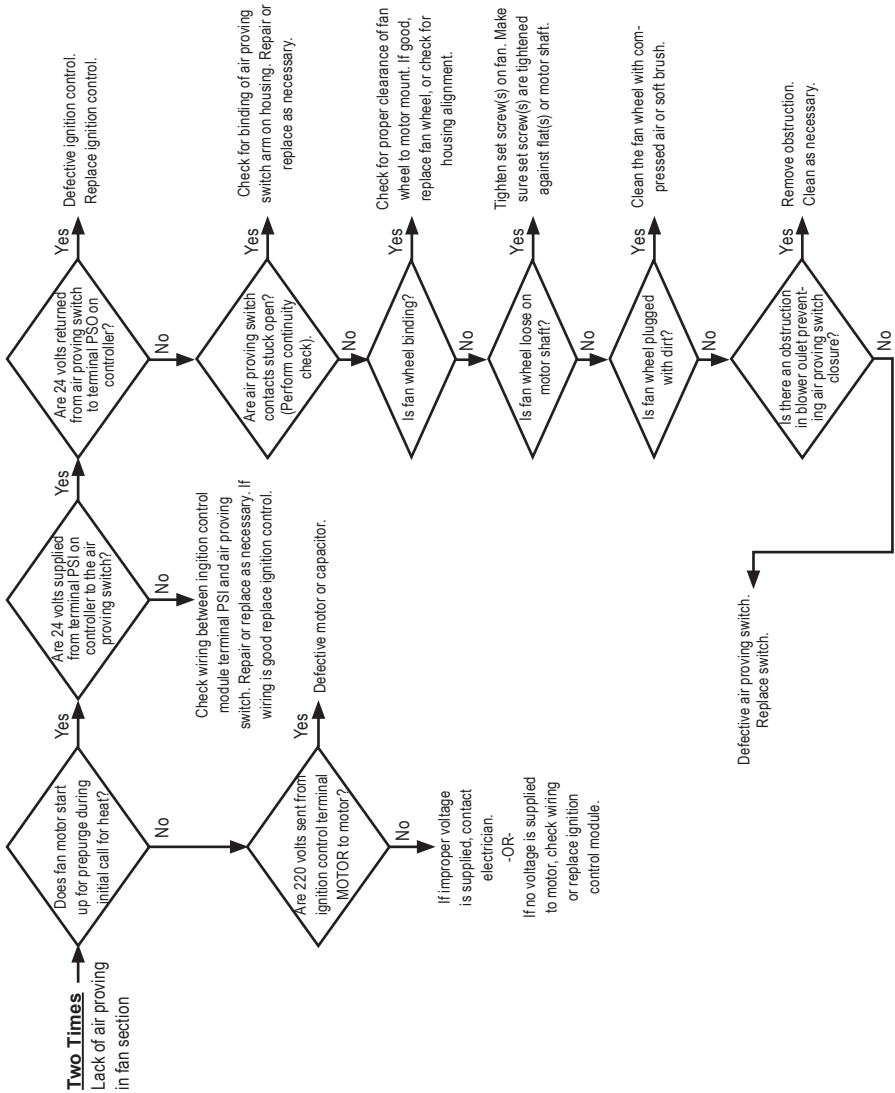 Two Times
Lack of air proving
in fan section
Does fan motor start
up for prepurge during
initial call for heat?
Yes
No
Are 24 volts supplied
from terminal PSI on
controller to the air
proving switch?
Yes
No
Check wiring between ingition control
module terminal PSI and air proving
switch. Repair or replace as necessary. If
wiring is good replace ignition control.
Are 24 volts returned
from air proving switch
to terminal PSO on
controller?
Yes
Defective ignition control.
Replace ignition control.
No
Are 220 volts sent from
ignition control terminal
MOTOR to motor?
Yes
Defective motor or capacitor.
No
If improper voltage
is supplied, contact
electrician.
-OR-
If no voltage is supplied
to motor, check wiring
or replace ignition
control module.
Are air proving switch
contacts stuck open?
(Perform continuity
check).
Yes
Check for binding of air proving
switch arm on housing. Repair or
replace as necessary.
No
Is fan wheel binding?
Yes
Check for proper clearance of fan
wheel to motor mount. If good,
replace fan wheel, or check for
housing alignment.
No
Is fan wheel loose on
motor shaft?
Yes
Tighten set screw(s) on fan. Make
sure set screw(s) are tightened
against flat(s) or motor shaft.
No
Is fan wheel plugged
with dirt?
Yes
Clean the fan wheel with com-
pressed air or soft brush.
No
Is there an obstruction
in blower oulet prevent-
ing air proving switch
closure?
Yes
Remove obstruction.
Clean as necessary.
No
Defective air proving switch.
Replace switch.